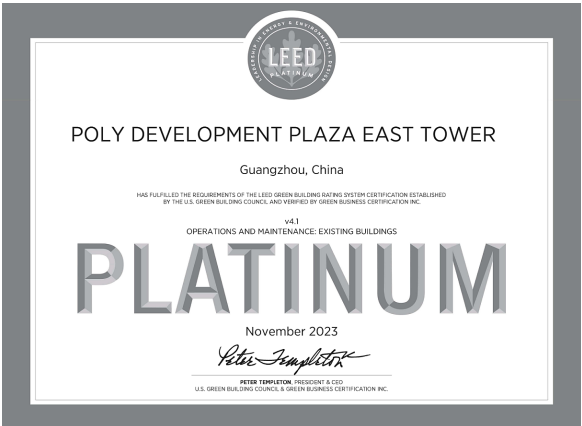 LEADERSHIP IN ENERGY & ENVIRONMENTAL DESIGN
LEED
PLATINUM
POLY DEVELOPMENT PLAZA EAST TOWER
Guangzhou, China
HAS FULFILLED THE REQUIREMENTS OF THE LEED GREEN BUILDING RATING SYSTEM CERTIFICATION ESTABLISHED
BY THE U.S. GREEN BUILDING COUNCIL AND VERIFIED BY GREEN BUSINESS CERTIFICATION INC.
v4.1
OPERATIONS AND MAINTENANCE: EXISTING BUILDINGS
PLATINUM
November 2023
Peter Templeton
PETER TEMPLETON, PRESIDENT & CEO
U.S. GREEN BUILDING COUNCIL & GREEN BUSINESS CERTIFICATION INC.